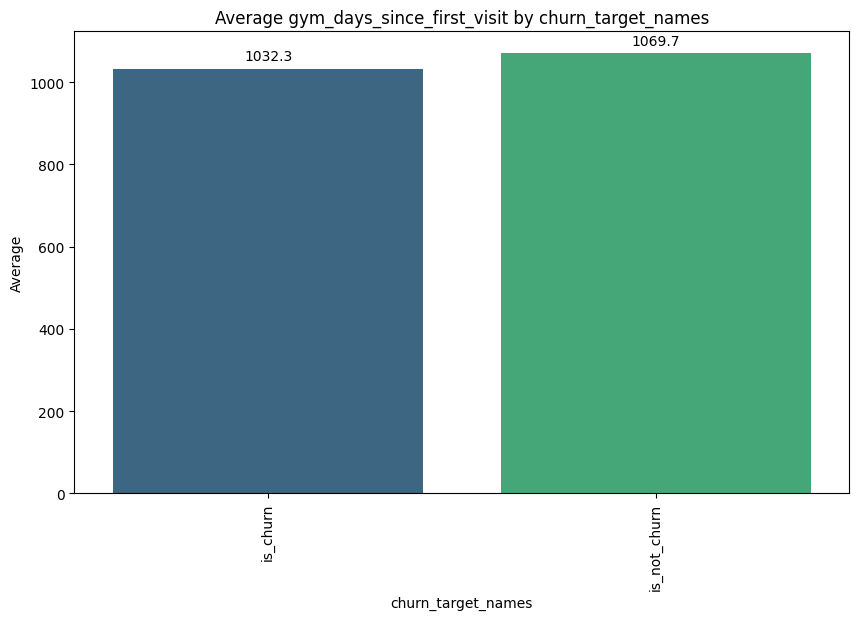 Average gym_days_since_first_visit by churn_target_names
1032.3
1069.7
1000
800
600
400
200
0
Average
is_churn
is_not_churn
churn_target_names